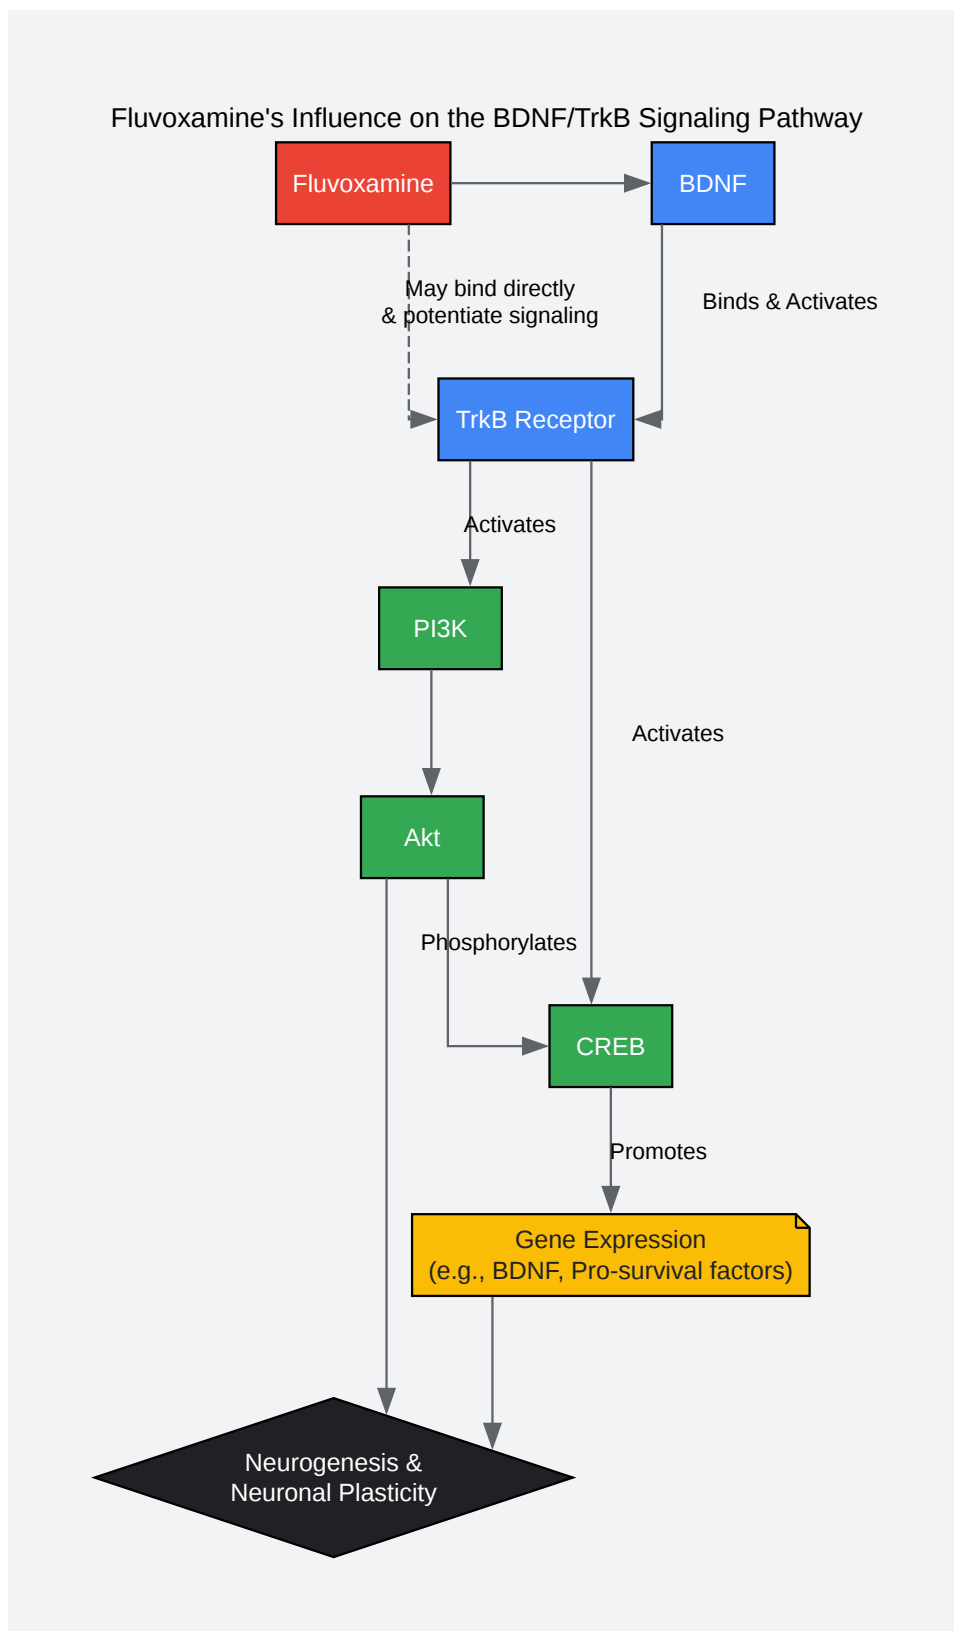 Fluvoxamine's Influence on the BDNF/TrkB Signaling Pathway
Fluvoxamine
BDNF
May bind directly
& potentiate signaling
Binds & Activates
TrkB Receptor
Activates
PI3K
Activates
Akt
Phosphorylates
CREB
Promotes
Gene Expression
(e.g., BDNF, Pro-survival factors)
Neurogenesis &
Neuronal Plasticity